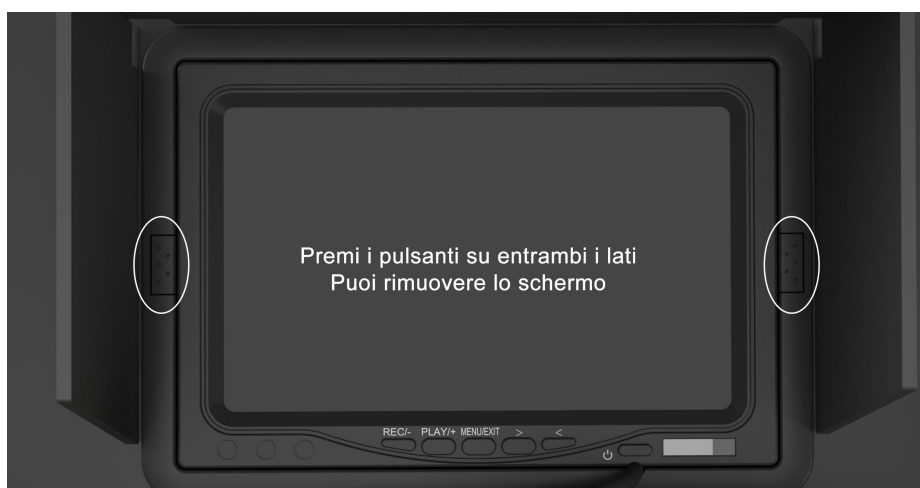 Premi i pulsanti su entrambi i lati
Puoi rimuovere lo schermo
REC/- PLAY/+ MENU/EXIT > <